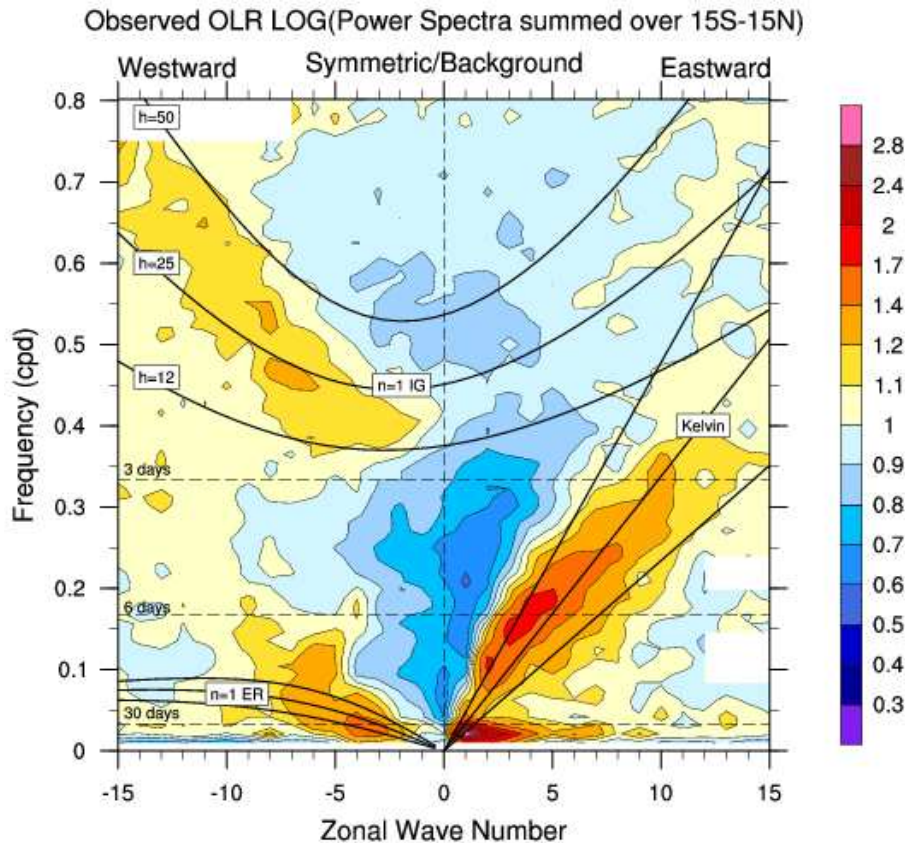 Observed OLR LOG(Power Spectra summed over 15S-15N)
Westward Symmetric/Background Eastward
0.8
h=50
2.8
0.7
2.4
2
h=25
0.6
1.7
1.4
Frequency (cpd)
0.5
1.2
h=12
n=1 IG
1.1
0.4
Kelvin
1
3 days
0.9
0.3
0.8
0.7
0.2
0.6
6 days
0.5
0.1
0.4
n=1 ER
0.3
30 days
0
-15 -10 -5 0 5 10 15
Zonal Wave Number